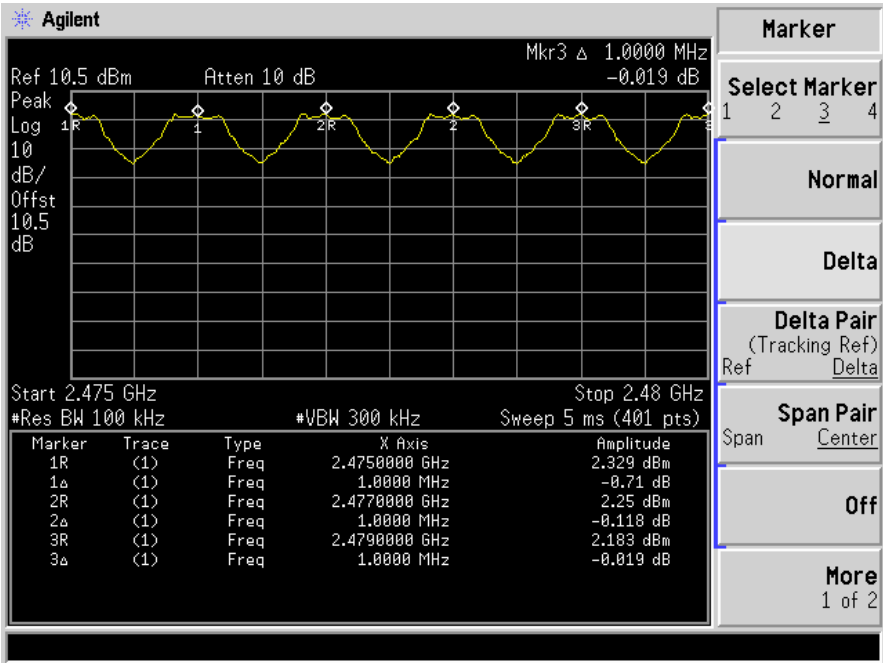 Agilent
Mkr3 Δ 1.0000 MHz
Ref 10.5 dBm Atten 10 dB -0.019 dB
Peak
Log
10
dB/
Offst
10.5
dB
1R 1 2R 2 3R 3
Start 2.475 GHz Stop 2.48 GHz
#Res BW 100 kHz #VBW 300 kHz Sweep 5 ms (401 pts)
Marker Trace Type X Axis Amplitude
1R (1) Freq 2.4750000 GHz 2.329 dBm
1Δ (1) Freq 1.0000 MHz -0.71 dB
2R (1) Freq 2.4770000 GHz 2.25 dBm
2Δ (1) Freq 1.0000 MHz -0.118 dB
3R (1) Freq 2.4790000 GHz 2.183 dBm
3Δ (1) Freq 1.0000 MHz -0.019 dB
Marker
Select Marker
1 2 3 4
Normal
Delta
Delta Pair
(Tracking Ref)
Ref Delta
Span Pair
Span Center
Off
More
1 of 2